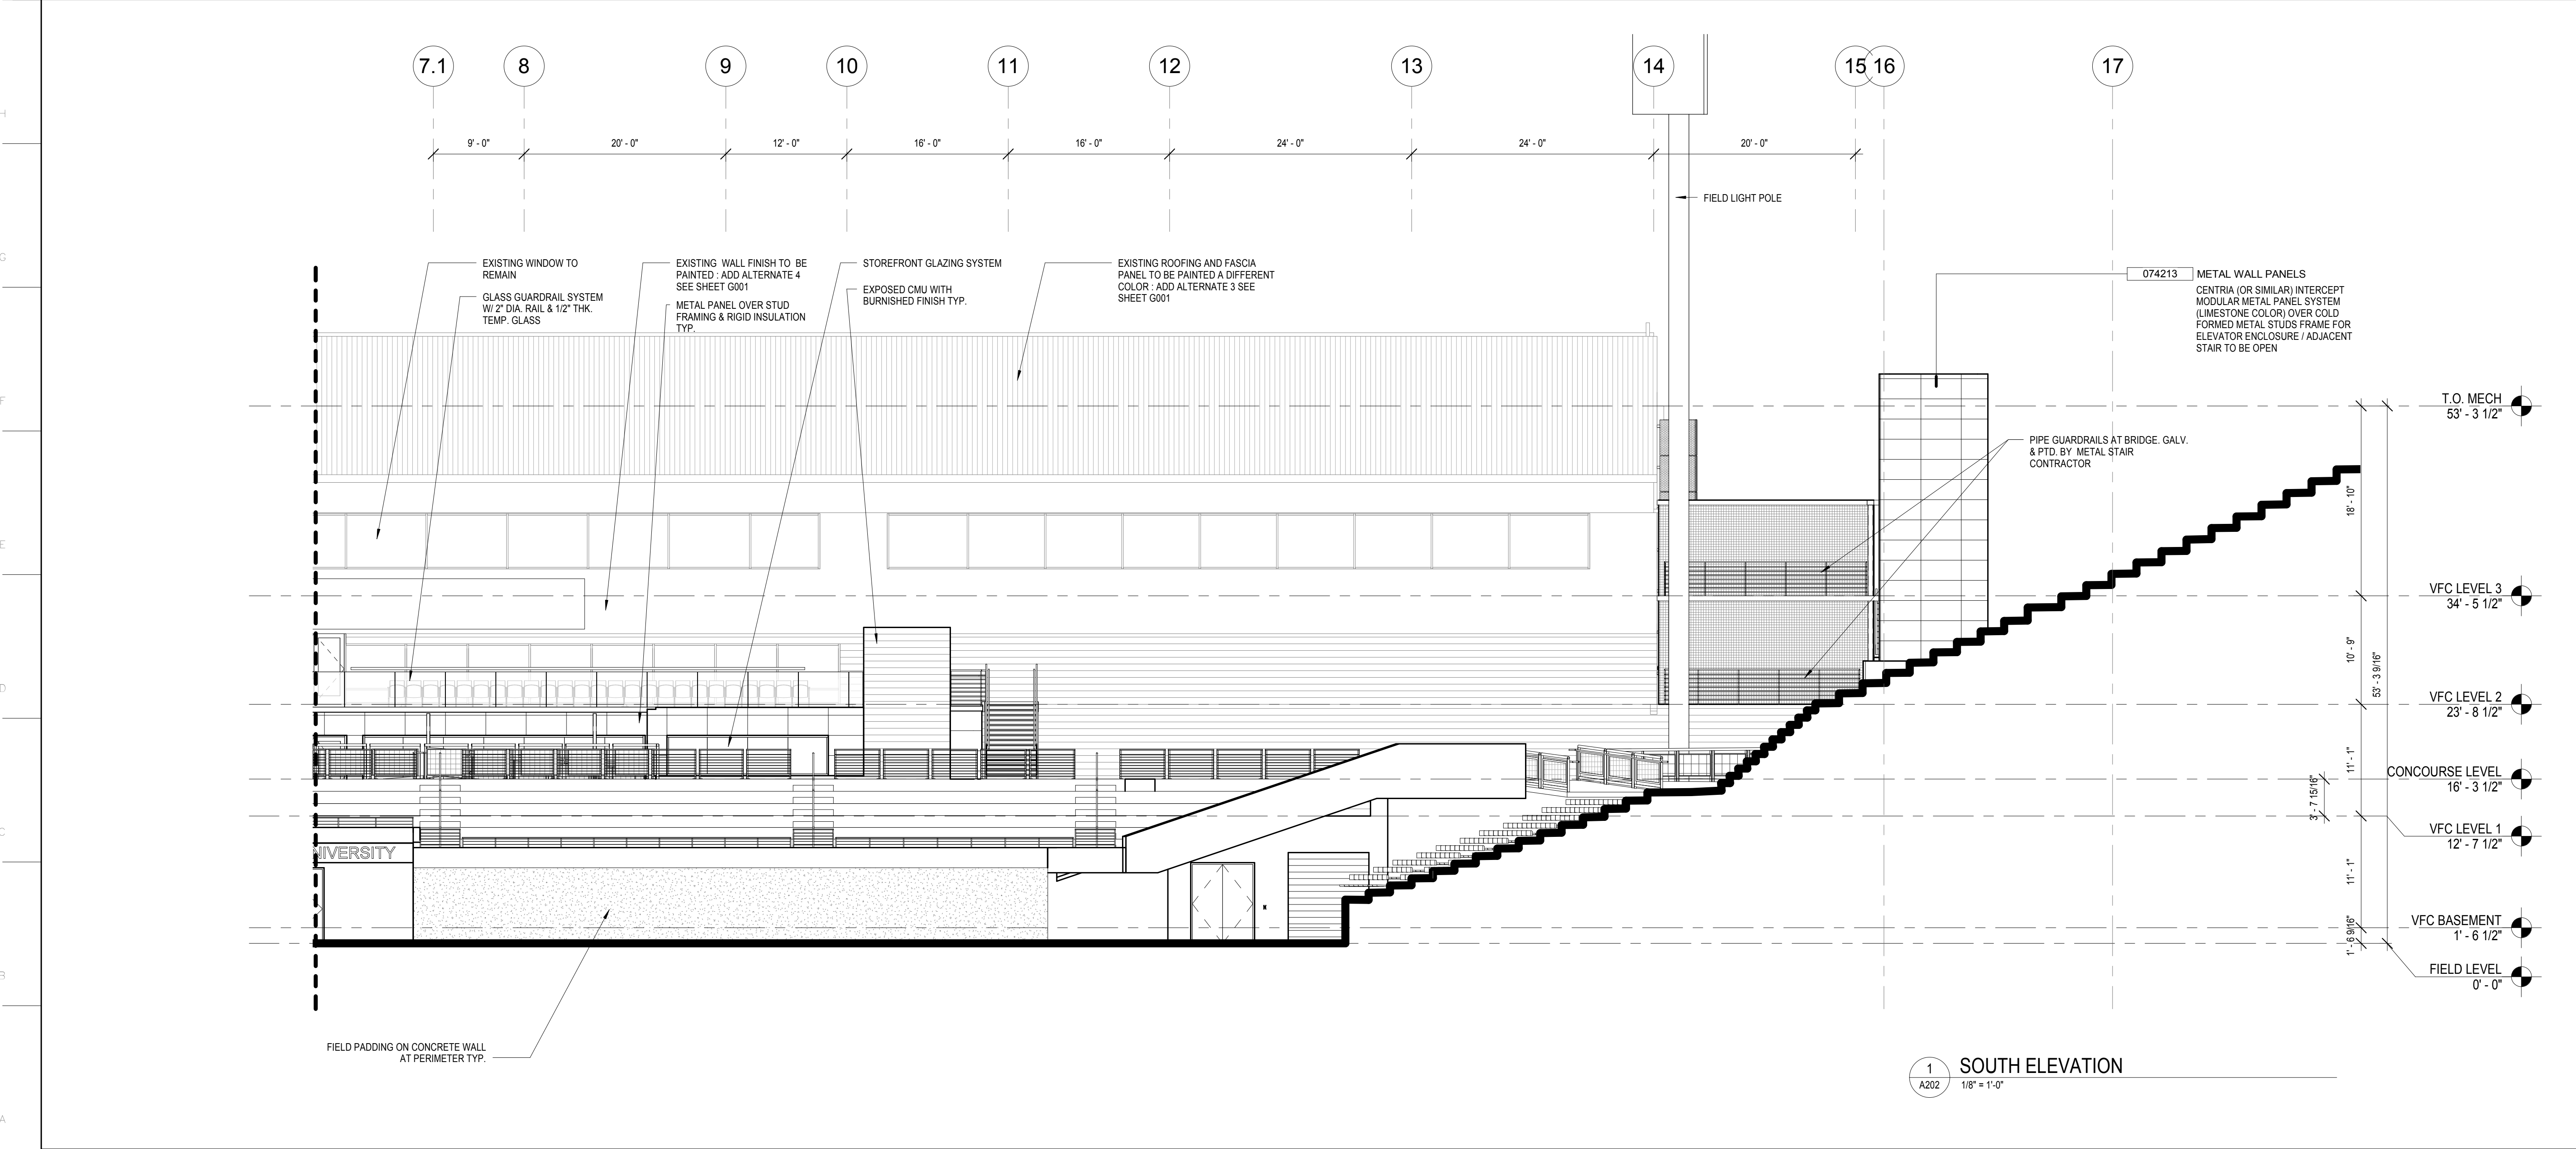 7.1 8 9 10 11 12 13 14 15 16 17
9' - 0" 20' - 0" 12' - 0" 16' - 0" 16' - 0" 24' - 0" 24' - 0" 20' - 0"
FIELD LIGHT POLE
EXISTING WINDOW TO
REMAIN
GLASS GUARDRAIL SYSTEM
W/ 2" DIA. RAIL & 1/2" THK.
TEMP. GLASS
EXISTING WALL FINISH TO BE
PAINTED : ADD ALTERNATE 4
SEE SHEET G001
METAL PANEL OVER STUD
FRAMING & RIGID INSULATION
TYP.
STOREFRONT GLAZING SYSTEM
EXPOSED CMU WITH
BURNISHED FINISH TYP.
EXISTING ROOFING AND FASCIA
PANEL TO BE PAINTED A DIFFERENT
COLOR : ADD ALTERNATE 3 SEE
SHEET G001
074213 METAL WALL PANELS
CENTRIA (OR SIMILAR) INTERCEPT
MODULAR METAL PANEL SYSTEM
(LIMESTONE COLOR) OVER COLD
FORMED METAL STUDS FRAME FOR
ELEVATOR ENCLOSURE / ADJACENT
STAIR TO BE OPEN
PIPE GUARDRAILS AT BRIDGE. GALV.
& PTD. BY METAL STAIR
CONTRACTOR
T.O. MECH
53' - 3 1/2"
VFC LEVEL 3
34' - 5 1/2"
VFC LEVEL 2
23' - 8 1/2"
CONCOURSE LEVEL
16' - 3 1/2"
VFC LEVEL 1
12' - 7 1/2"
VFC BASEMENT
1' - 6 1/2"
FIELD LEVEL
0' - 0"
18' - 10"
10' - 9"
53' - 3 9/16"
11' - 1"
3' - 7 15/16"
11' - 1"
1' - 6 9/16"
NIVERSITY
FIELD PADDING ON CONCRETE WALL
AT PERIMETER TYP.
1
A202
SOUTH ELEVATION
1/8" = 1'-0"
H
G
F
E
D
C
B
A